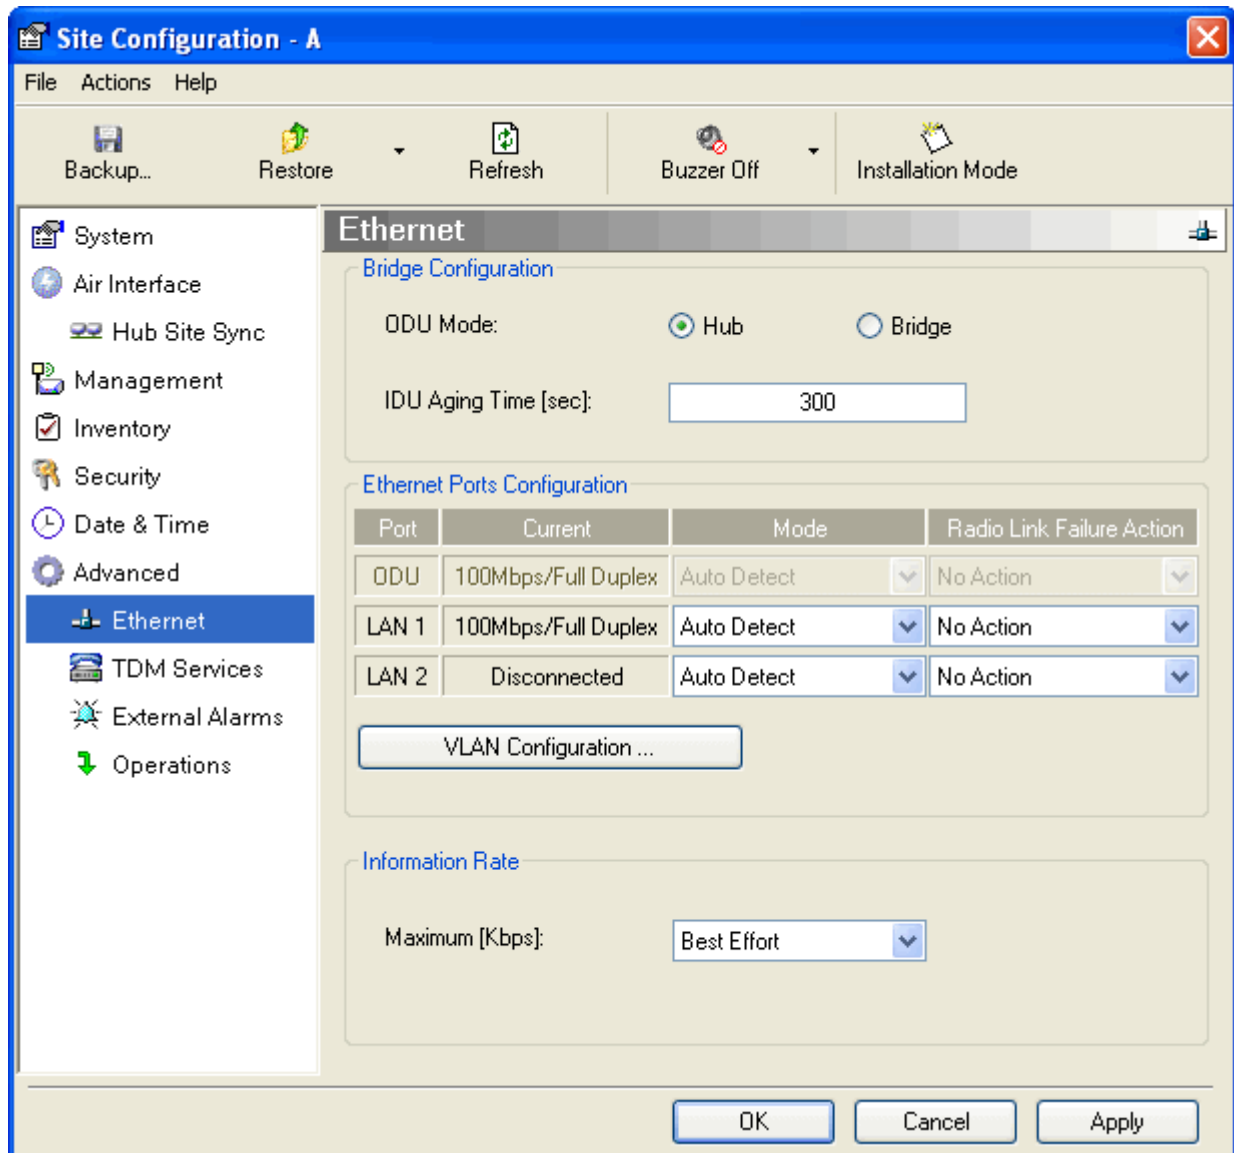 Site Configuration - A
File Actions Help
Backup... Restore Refresh Buzzer Off Installation Mode
System
Air Interface
Hub Site Sync
Management
Inventory
Security
Date & Time
Advanced
Ethernet
TDM Services
External Alarms
Operations
Ethernet
Bridge Configuration
ODU Mode: Hub Bridge
IDU Aging Time [sec]: 300
Ethernet Ports Configuration
Port Current Mode Radio Link Failure Action
ODU 100Mbps/Full Duplex Auto Detect No Action
LAN 1 100Mbps/Full Duplex Auto Detect No Action
LAN 2 Disconnected Auto Detect No Action
VLAN Configuration ...
Information Rate
Maximum [Kbps]: Best Effort
OK Cancel Apply